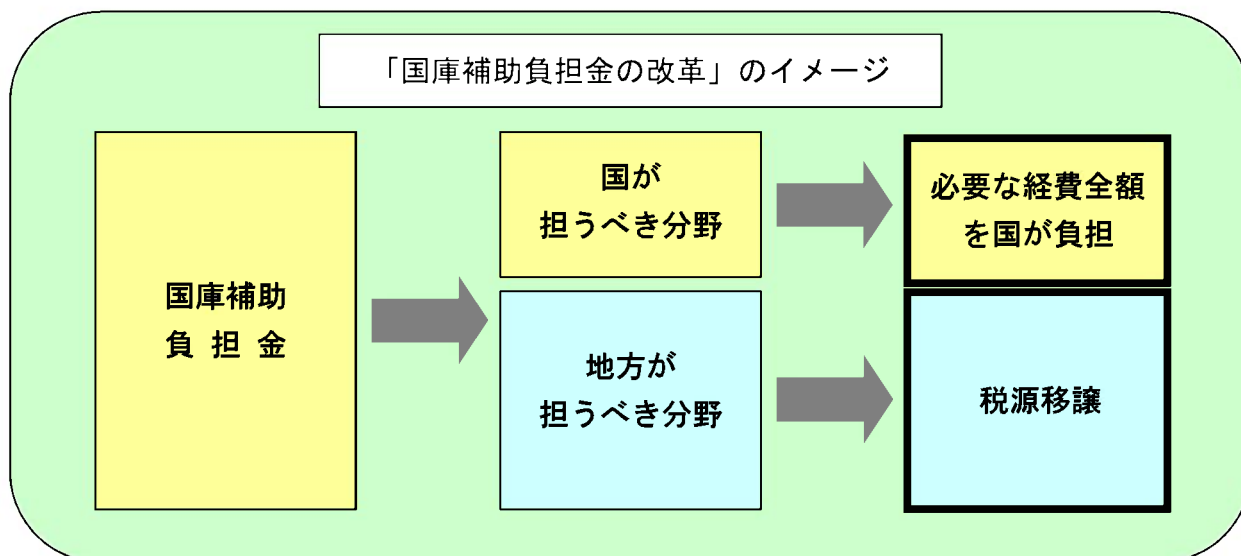 「国庫補助負担金の改革」のイメージ
国庫補助
負 担 金
国が
担うべき分野
地方が
担うべき分野
必要な経費全額
を国が負担
税源移譲